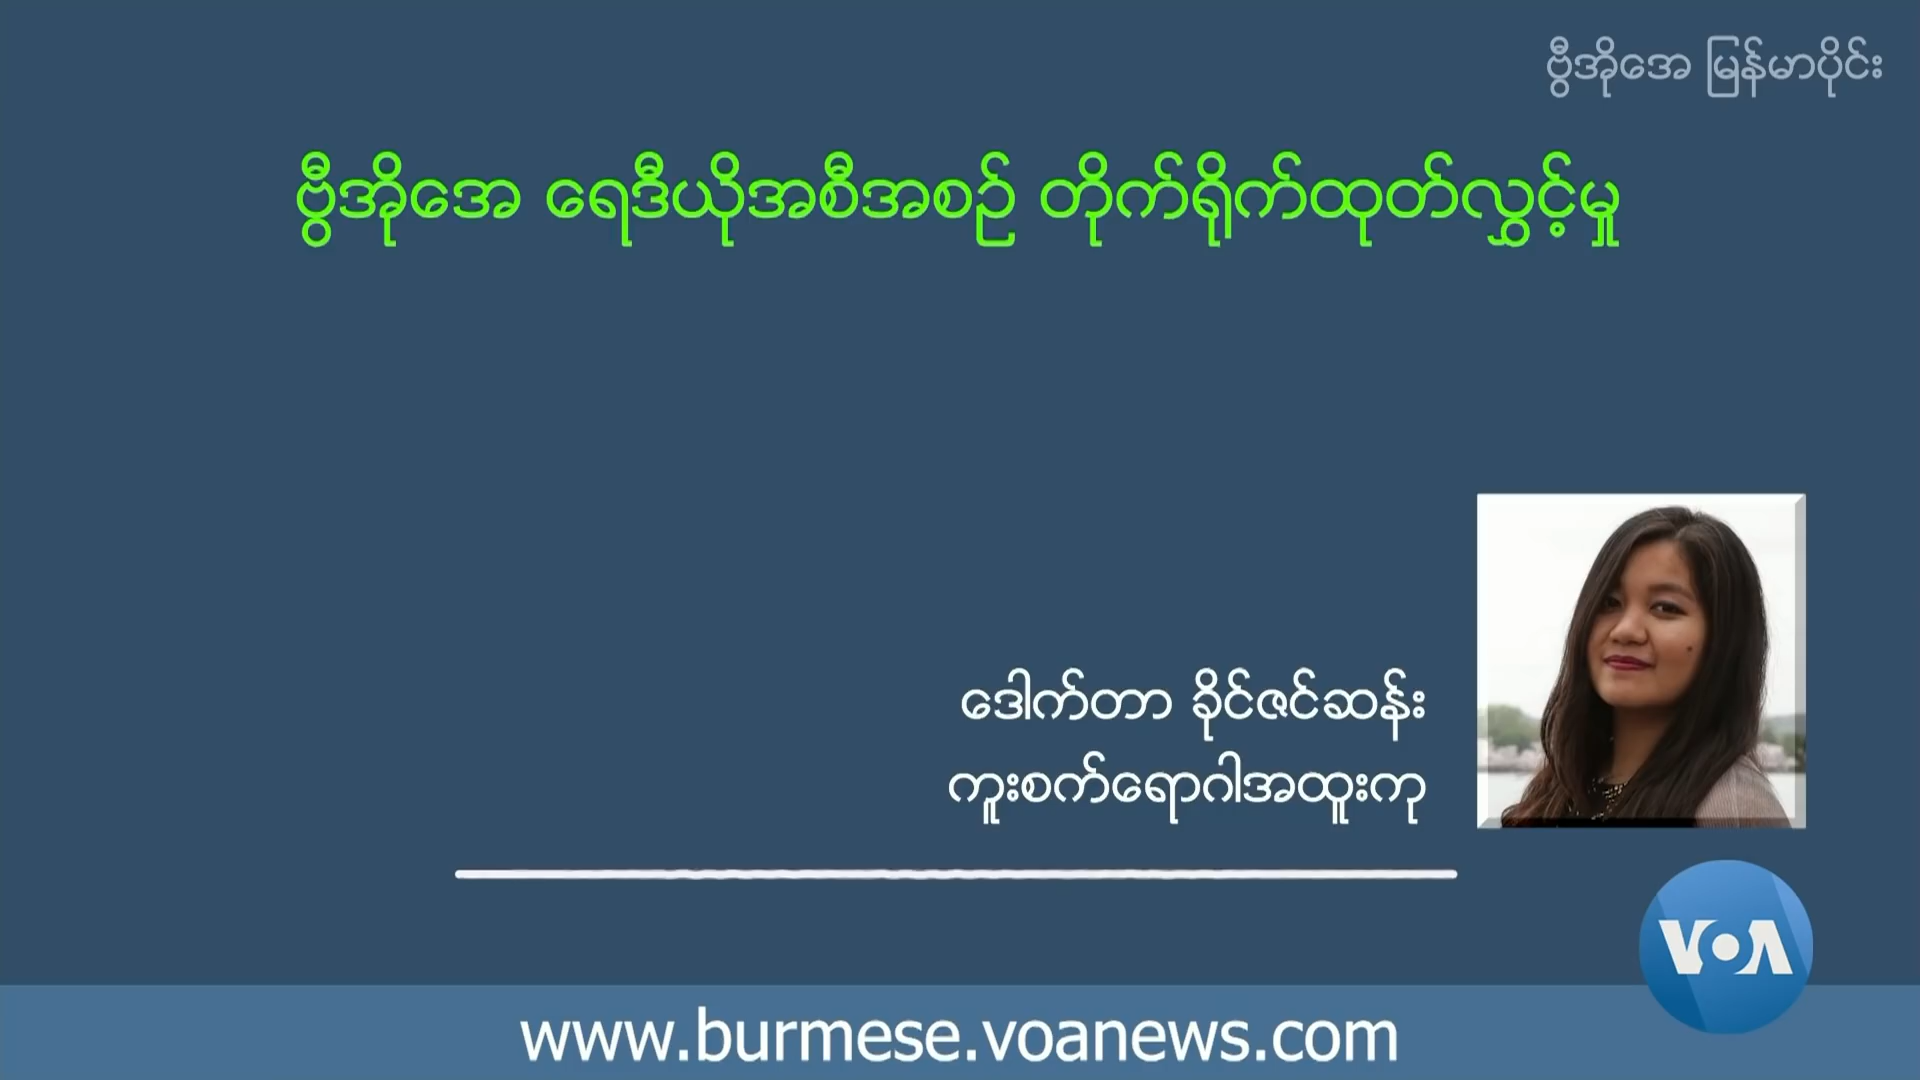 ဗွီအိုအေ မြန်မာပိုင်း
ဗွီအိုအေ ရေဒီယိုအစီအစဉ် တိုက်ရိုက်ထုတ်လွှင့်မှု
ဒေါက်တာ ခိုင်ဇင်ဆန်း
ကူးစက်ရောဂါအထူးကု
VOA
www.burmese.voanews.com